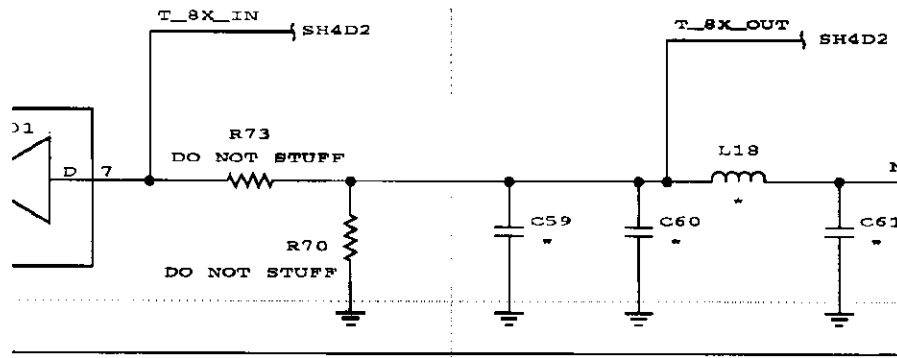 T_8X_IN
SH4D2
T_8X_OUT
SH4D2
D1
D 7
R73
DO NOT STUFF
L18
*
N
C59
*
C60
*
C61
*
R70
DO NOT STUFF